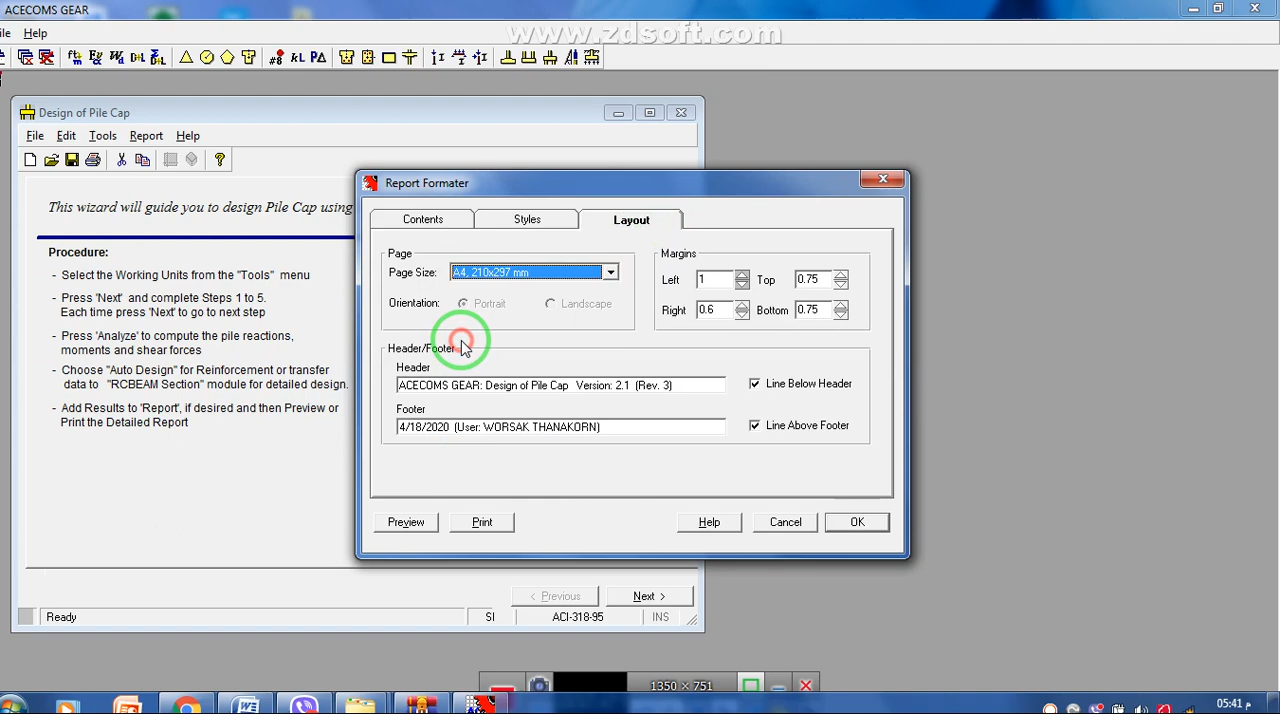 ACECOMS GEAR
www.zdsoft.com
ile Help
Design of Pile Cap
File Edit Tools Report Help
This wizard will guide you to design Pile Cap using
Procedure:
- Select the Working Units from the "Tools" menu
- Press 'Next' and complete Steps 1 to 5.
Each time press 'Next' to go to next step
- Press 'Analyze' to compute the pile reactions,
moments and shear forces
- Choose "Auto Design" for Reinforcement or transfer
data to "RCBEAM Section" module for detailed design.
- Add Results to 'Report', if desired and then Preview or
Print the Detailed Report
< Previous Next >
Ready SI ACI-318-95 INS
Report Formater
Contents Styles Layout
Page
Page Size: A4, 210x297 mm
Orientation: Portrait Landscape
Margins
Left 1 Top 0.75
Right 0.6 Bottom 0.75
Header/Footer
Header
ACECOMS GEAR: Design of Pile Cap Version: 2.1 (Rev. 3)
Line Below Header
Footer
4/18/2020 (User: WORSAK THANAKORN)
Line Above Footer
Preview Print Help Cancel OK
1350 × 751
05:41 م